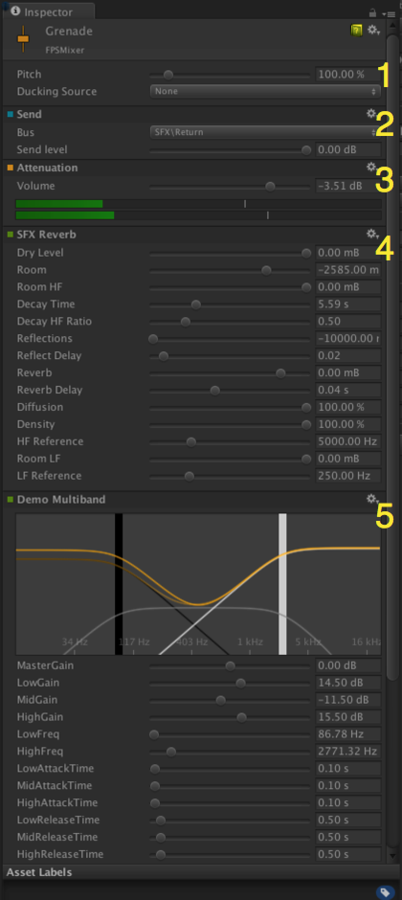 Inspector
Grenade
FPSMixer
Pitch 100.00 % 1
Ducking Source None
Send
Bus SFX\Return 2
Send level 0.00 dB
Attenuation
Volume -3.51 dB 3
SFX Reverb
Dry Level 0.00 mB 4
Room -2585.00 m
Room HF 0.00 mB
Decay Time 5.59 s
Decay HF Ratio 0.50
Reflections -10000.00 r
Reflect Delay 0.02
Reverb 0.00 mB
Reverb Delay 0.04 s
Diffusion 100.00 %
Density 100.00 %
HF Reference 5000.00 Hz
Room LF 0.00 mB
LF Reference 250.00 Hz
Demo Multiband
5
34 Hz 117 Hz 403 Hz 1 kHz 5 kHz 16 kHz
MasterGain 0.00 dB
LowGain 14.50 dB
MidGain -11.50 dB
HighGain 15.50 dB
LowFreq 86.78 Hz
HighFreq 2771.32 Hz
LowAttackTime 0.10 s
MidAttackTime 0.10 s
HighAttackTime 0.10 s
LowReleaseTime 0.50 s
MidReleaseTime 0.50 s
HighReleaseTime 0.50 s
Asset Labels